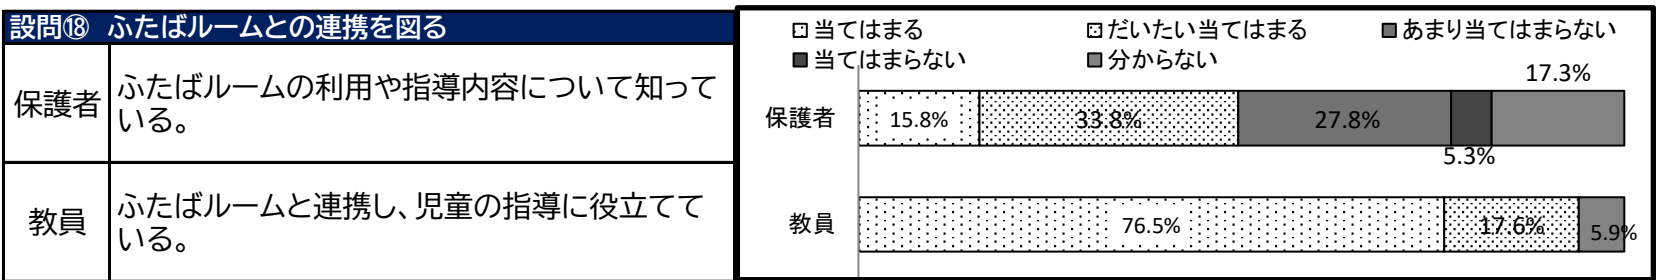 設問⑱ ふたばルームとの連携を図る
保護者
ふたばルームの利用や指導内容について知って
いる。
教員
ふたばルームと連携し、児童の指導に役立てて
いる。
当てはまる だいたい当てはまる あまり当てはまらない
当てはまらない 分からない
17.3%
保護者 15.8% 33.8% 27.8%
5.3%
教員 76.5% 17.6% 5.9%